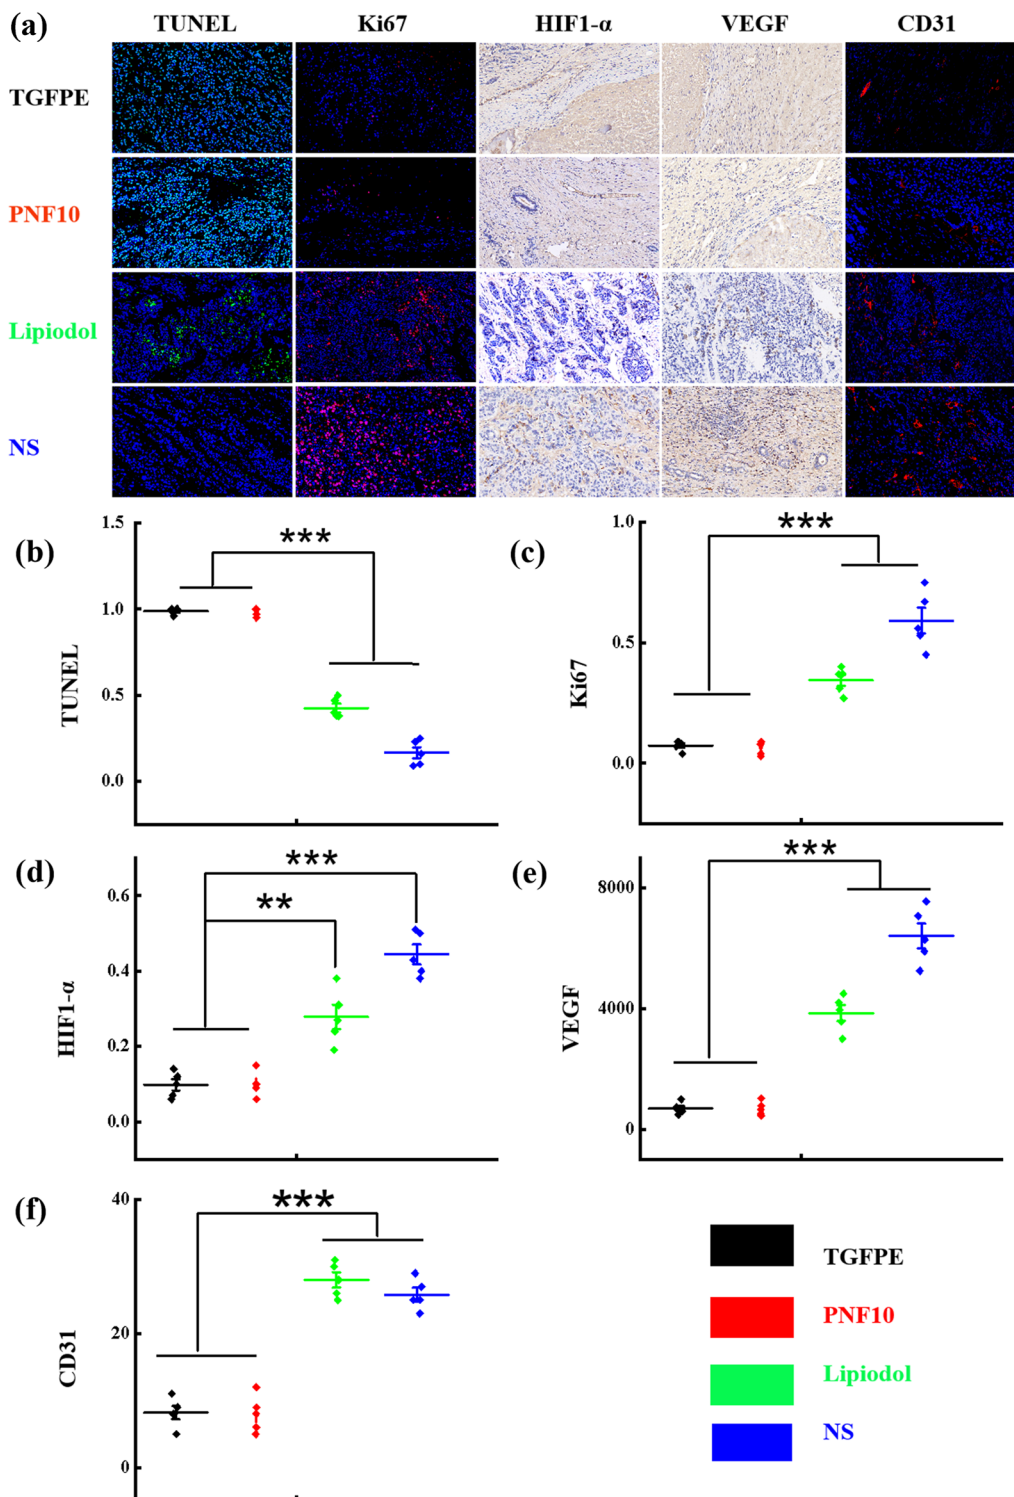 (a)
TUNEL Ki67 HIF1-α VEGF CD31
TGFPE
PNF10
Lipiodol
NS
(b)
TUNEL
1.5
1.0
0.5
0.0
***
(c)
Ki67
1.0
0.5
0.0
***
(d)
HIF1-α
0.6
0.4
0.2
0.0
***
**
(e)
VEGF
8000
4000
0
***
(f)
CD31
40
20
0
***
TGFPE
PNF10
Lipiodol
NS